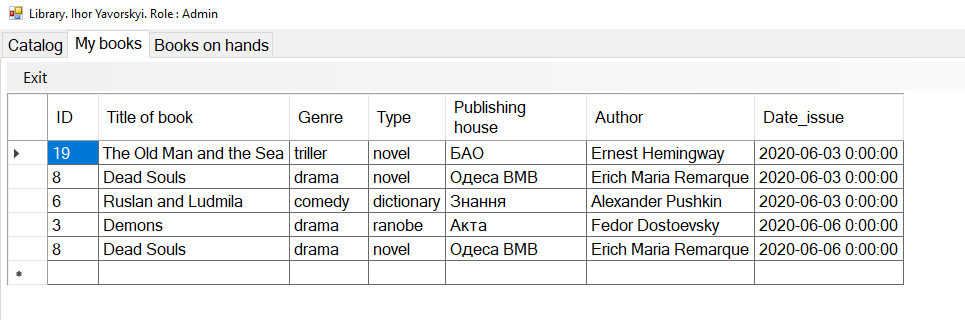 Library. Ihor Yavorskyi. Role : Admin
Catalog My books Books on hands
Exit
ID Title of book Genre Type Publishing house Author Date_issue
19 The Old Man and the Sea triller novel БАО Ernest Hemingway 2020-06-03 0:00:00
8 Dead Souls drama novel Одеса ВМВ Erich Maria Remarque 2020-06-03 0:00:00
6 Ruslan and Ludmila comedy dictionary Знання Alexander Pushkin 2020-06-03 0:00:00
3 Demons drama ranobe Акта Fedor Dostoevsky 2020-06-06 0:00:00
8 Dead Souls drama novel Одеса ВМВ Erich Maria Remarque 2020-06-06 0:00:00